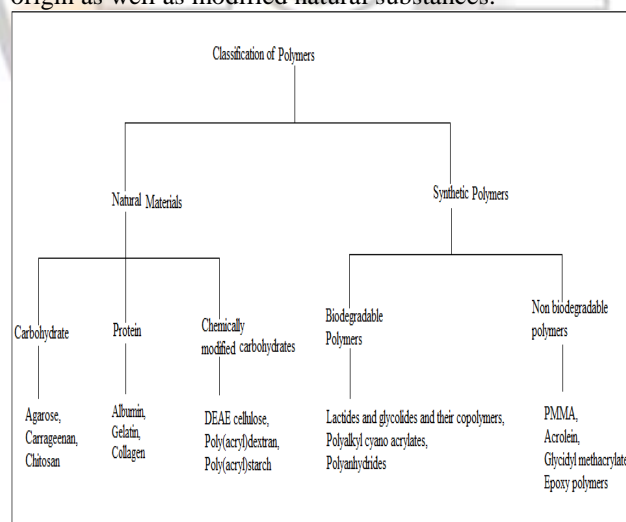 origin as well as modified natural substances.
Classification of Polymers
Natural Materials
Synthetic Polymers
Carbohydrate
Protein
Chemically
modified carbohydrates
Biodegradable
Polymers
Non biodegradable
polymers
Agarose,
Carrageenan,
Chitosan
Albumin,
Gelatin,
Collagen
DEAE cellulose,
Poly(acryl)dextran,
Poly(acryl)starch
Lactides and glycolides and their copolymers,
Polyalkyl cyano acrylates,
Polyanhydrides
PMMA,
Acrolein,
Glycidyl methacrylate
Epoxy polymers